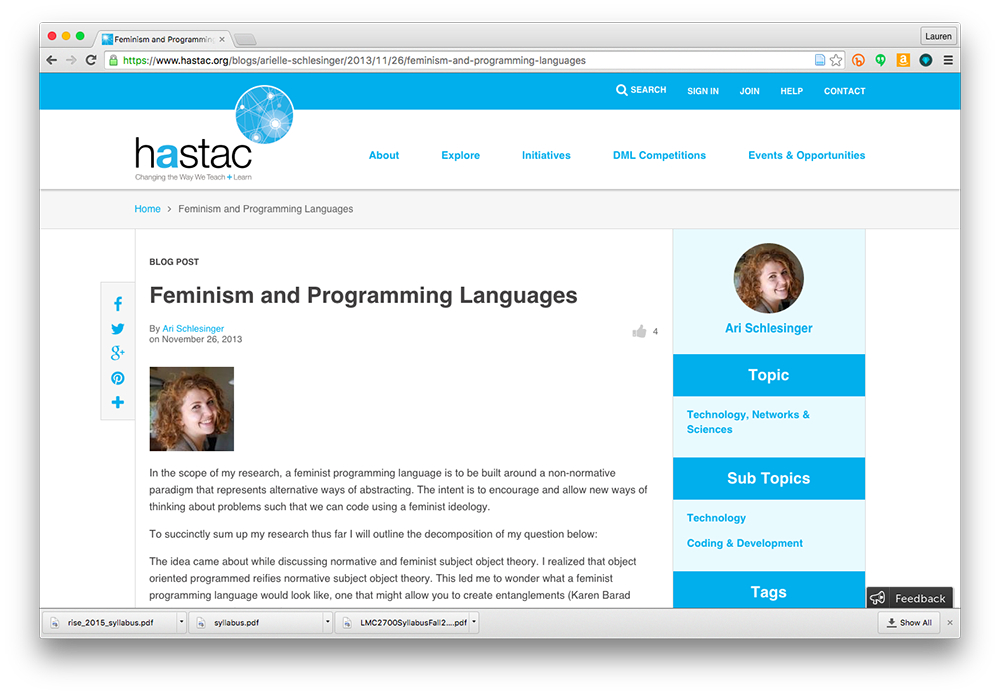 Feminism and Programming
Lauren
https://www.hastac.org/blogs/arielle-schlesinger/2013/11/26/feminism-and-programming-languages
SEARCH SIGN IN JOIN HELP CONTACT
hastac
Changing the Way We Teach + Learn
About Explore Initiatives DML Competitions Events & Opportunities
Home > Feminism and Programming Languages
BLOG POST
Feminism and Programming Languages
By Ari Schlesinger
on November 26, 2013
4
In the scope of my research, a feminist programming language is to be built around a non-normative
paradigm that represents alternative ways of abstracting. The intent is to encourage and allow new ways of
thinking about problems such that we can code using a feminist ideology.
To succinctly sum up my research thus far I will outline the decomposition of my question below:
The idea came about while discussing normative and feminist subject object theory. I realized that object
oriented programmed reifies normative subject object theory. This led me to wonder what a feminist
programming language would look like, one that might allow you to create entanglements (Karen Barad
Ari Schlesinger
Topic
Technology, Networks &
Sciences
Sub Topics
Technology
Coding & Development
Tags
Feedback
rise_2015_syllabus.pdf
syllabus.pdf
LMC2700SyllabusFall2....pdf
Show All